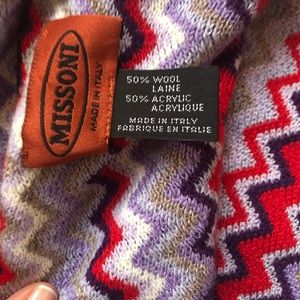 MISSONI
MADE IN ITALY
50% WOOL
LAINE
50% ACRYLIC
ACRYLIQUE
MADE IN ITALY
FABRIQUE EN ITALIE